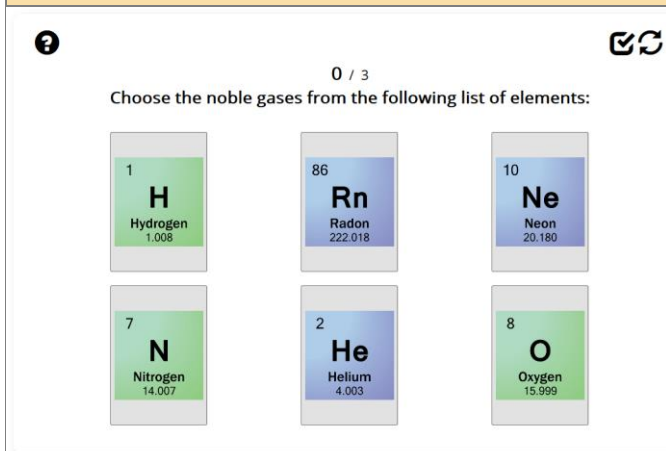 0 / 3
Choose the noble gases from the following list of elements:
1
H
Hydrogen
1.008
86
Rn
Radon
222.018
10
Ne
Neon
20.180
7
N
Nitrogen
14.007
2
He
Helium
4.003
8
O
Oxygen
15.999